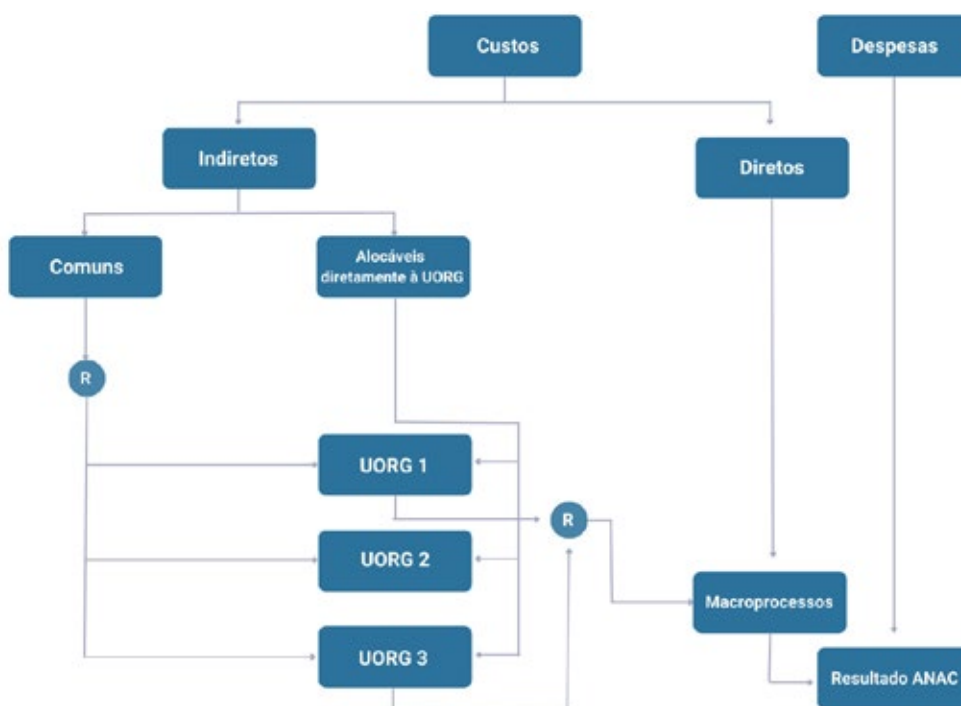 Custos
Despesas
Indiretos
Diretos
Comuns
Alocáveis
diretamente à UORG
R
UORG 1
R
UORG 2
Macroprocessos
UORG 3
Resultado ANAC